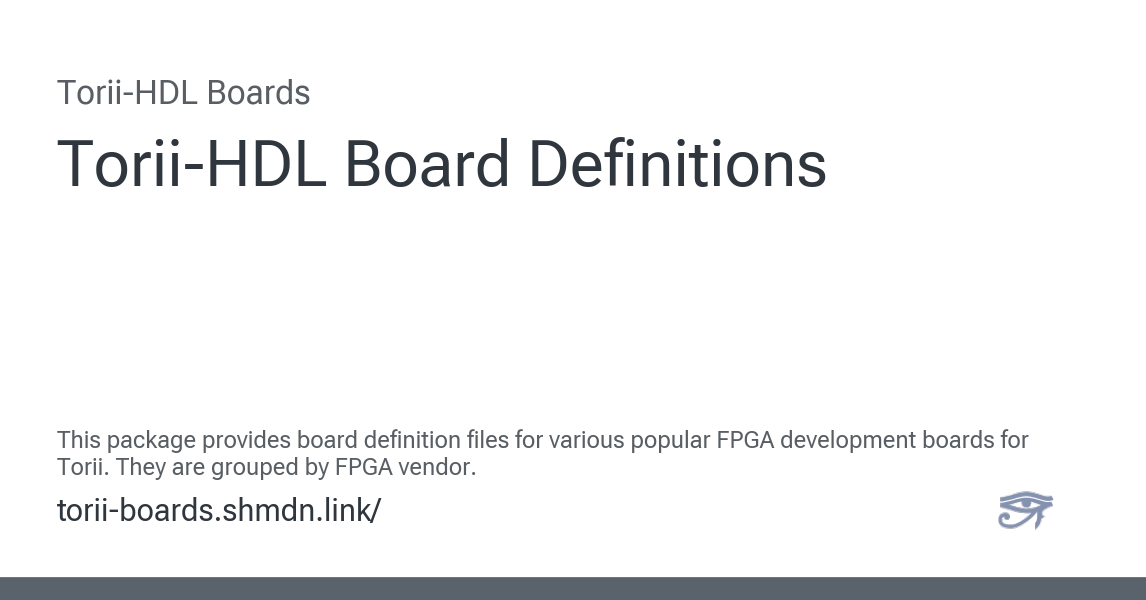 Torii-HDL Boards
Torii-HDL Board Definitions
This package provides board definition files for various popular FPGA development boards for
Torii. They are grouped by FPGA vendor.
torii-boards.shmdn.link/